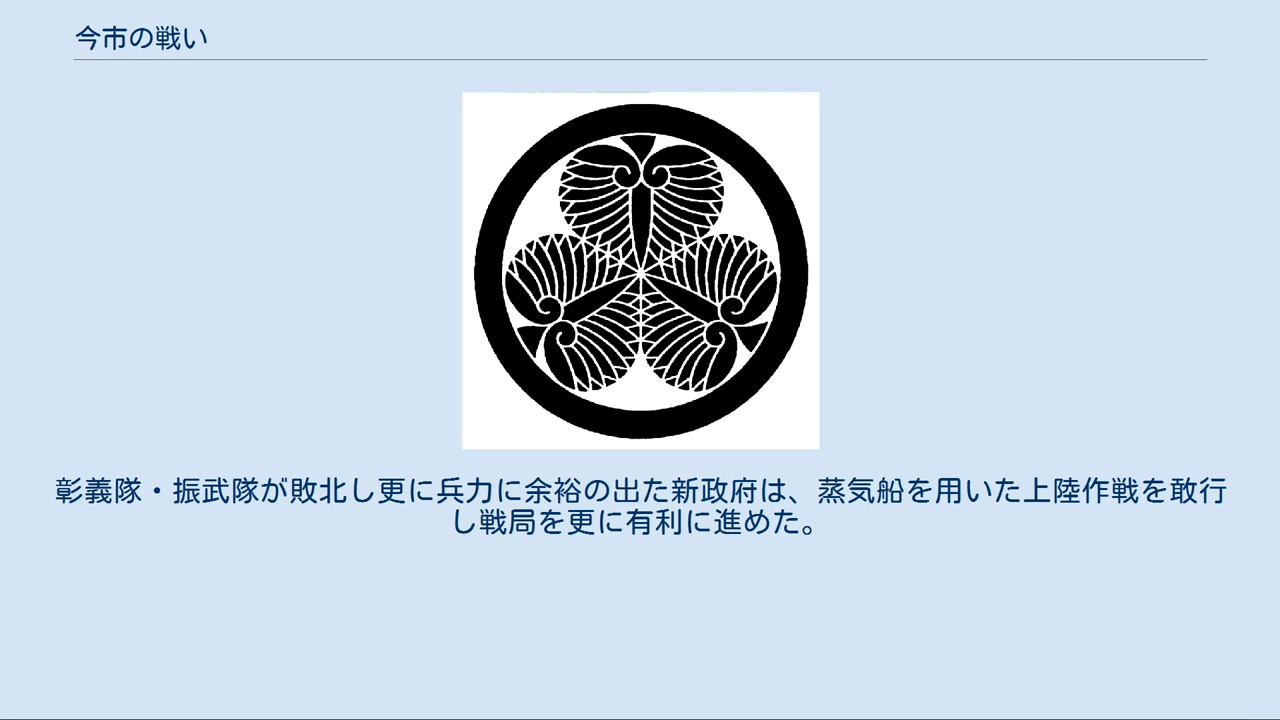 今市の戦い
彰義隊・振武隊が敗北し更に兵力に余裕の出た新政府は、蒸気船を用いた上陸作戦を敢行
し戦局を更に有利に進めた。